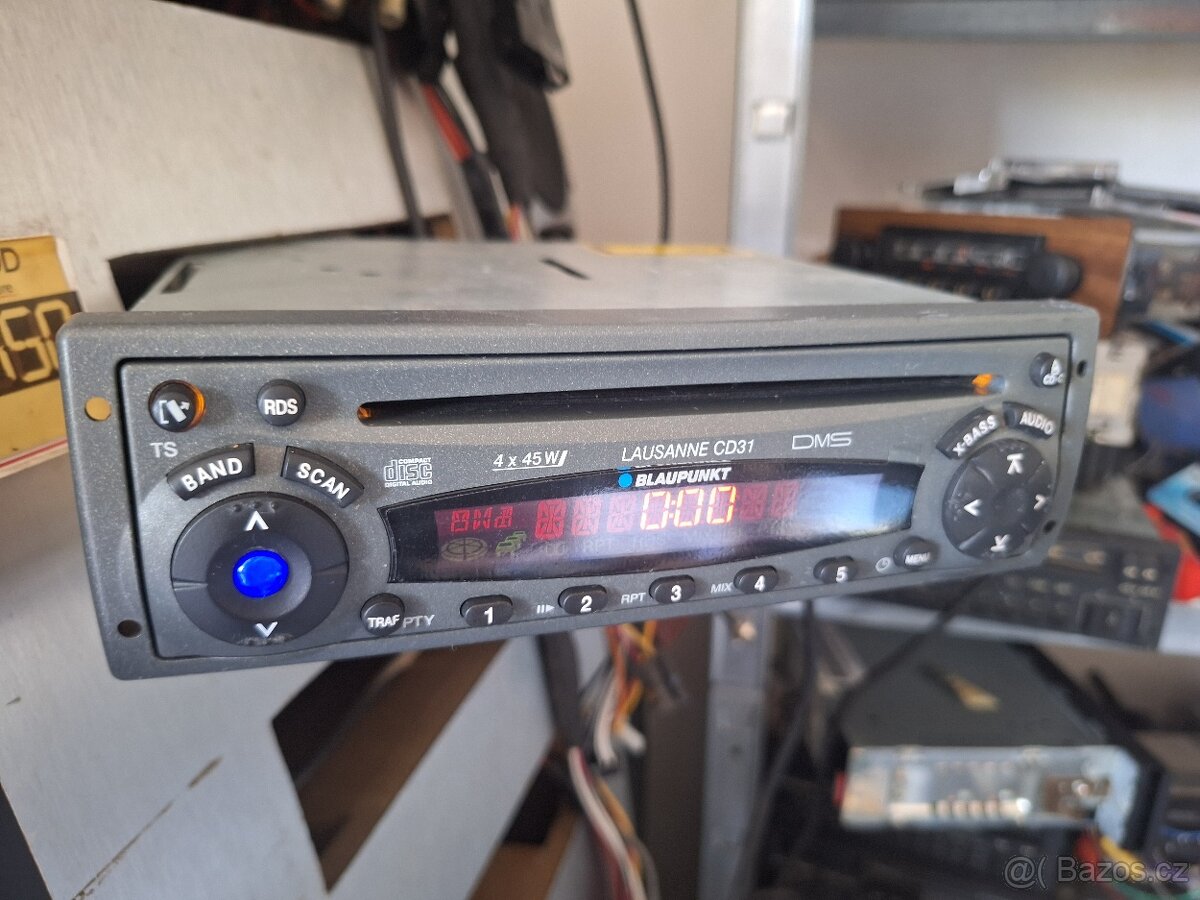 RDS
TS
BAND
SCAN
COMPACT
disc
DIGITAL AUDIO
4 x 45W
LAUSANNE CD31
DMS
BLAUPUNKT
0:00
X-BASS
AUDIO
TRAF
PTY
1
2
RPT
3
MIX
4
5
MENU
@( Bazos.cz